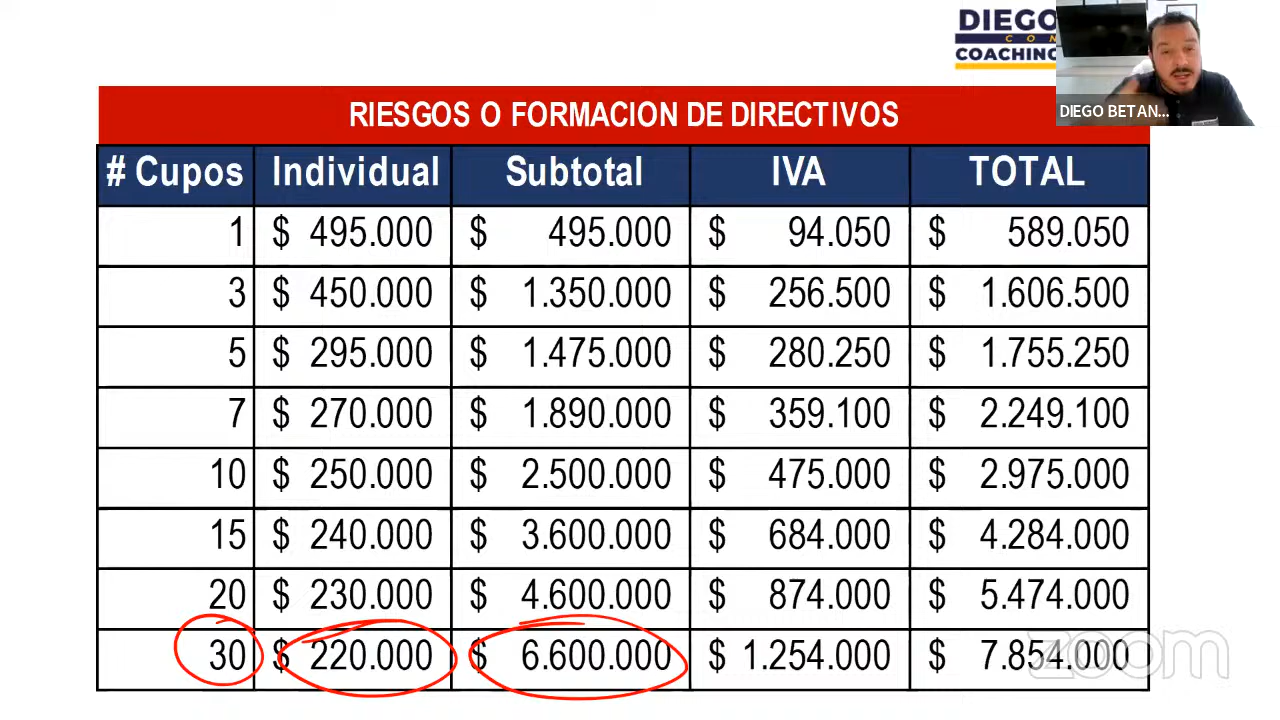 DIEGO
CON
COACHING
DIEGO BETAN...
RIESGOS O FORMACION DE DIRECTIVOS
# Cupos Individual Subtotal IVA TOTAL
1 $ 495.000 $ 495.000 $ 94.050 $ 589.050
3 $ 450.000 $ 1.350.000 $ 256.500 $ 1.606.500
5 $ 295.000 $ 1.475.000 $ 280.250 $ 1.755.250
7 $ 270.000 $ 1.890.000 $ 359.100 $ 2.249.100
10 $ 250.000 $ 2.500.000 $ 475.000 $ 2.975.000
15 $ 240.000 $ 3.600.000 $ 684.000 $ 4.284.000
20 $ 230.000 $ 4.600.000 $ 874.000 $ 5.474.000
30 $ 220.000 $ 6.600.000 $ 1.254.000 $ 7.854.000
zoom